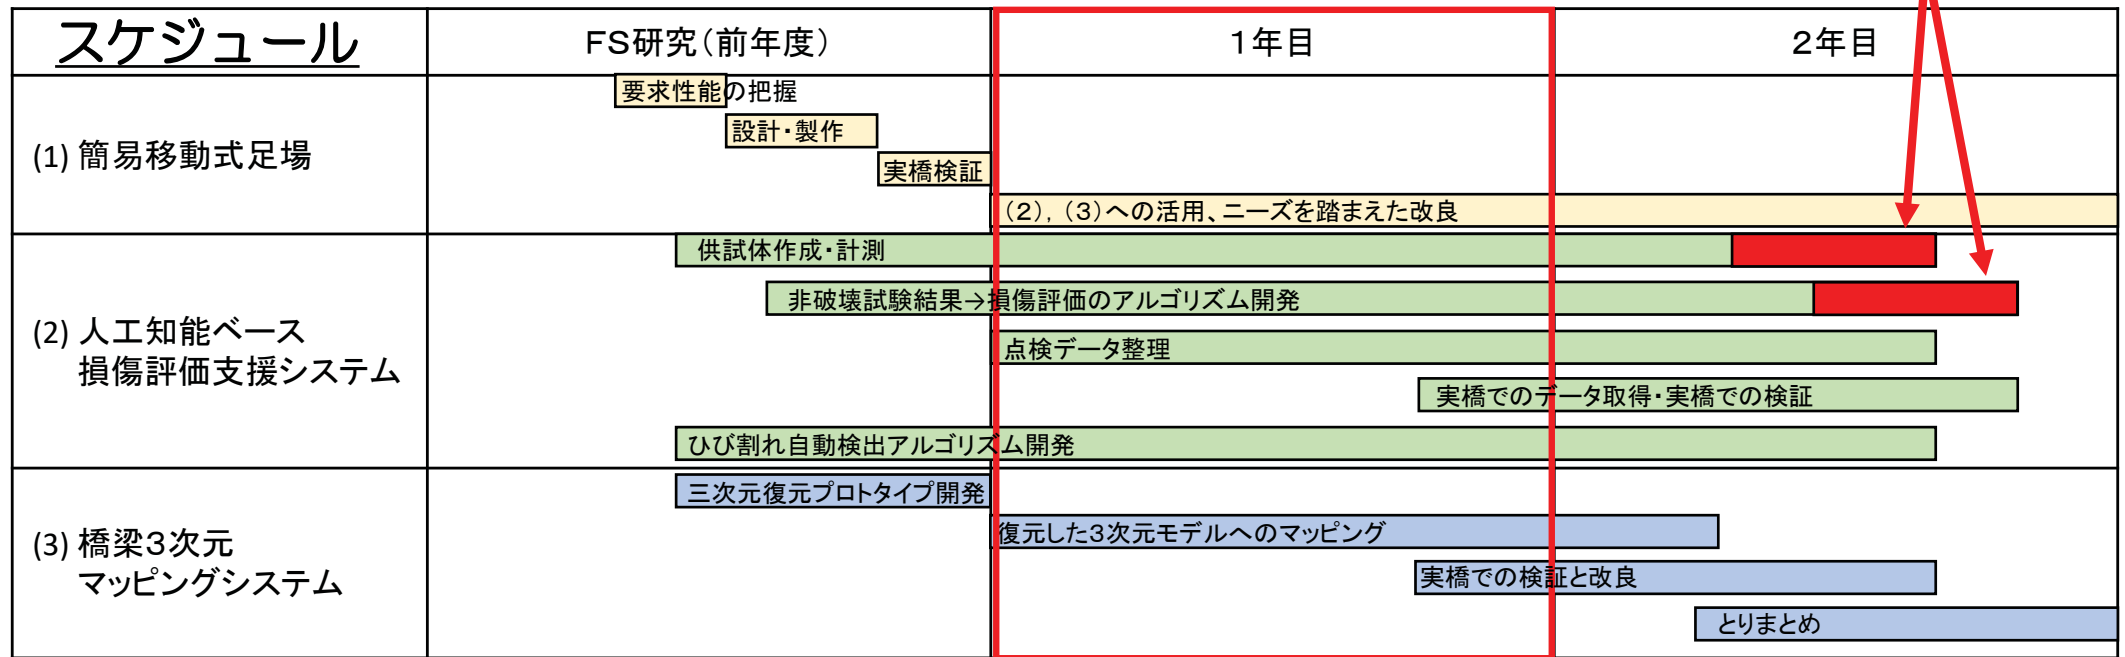 スケジュール
FS研究(前年度)
1年目
2年目
(1) 簡易移動式足場
要求性能の把握
設計・製作
実橋検証
(2),(3)への活用、ニーズを踏まえた改良
(2) 人工知能ベース
損傷評価支援システム
供試体作成・計測
非破壊試験結果→損傷評価のアルゴリズム開発
点検データ整理
実橋でのデータ取得・実橋での検証
ひび割れ自動検出アルゴリズム開発
(3) 橋梁3次元
マッピングシステム
三次元復元プロトタイプ開発
復元した3次元モデルへのマッピング
実橋での検証と改良
とりまとめ